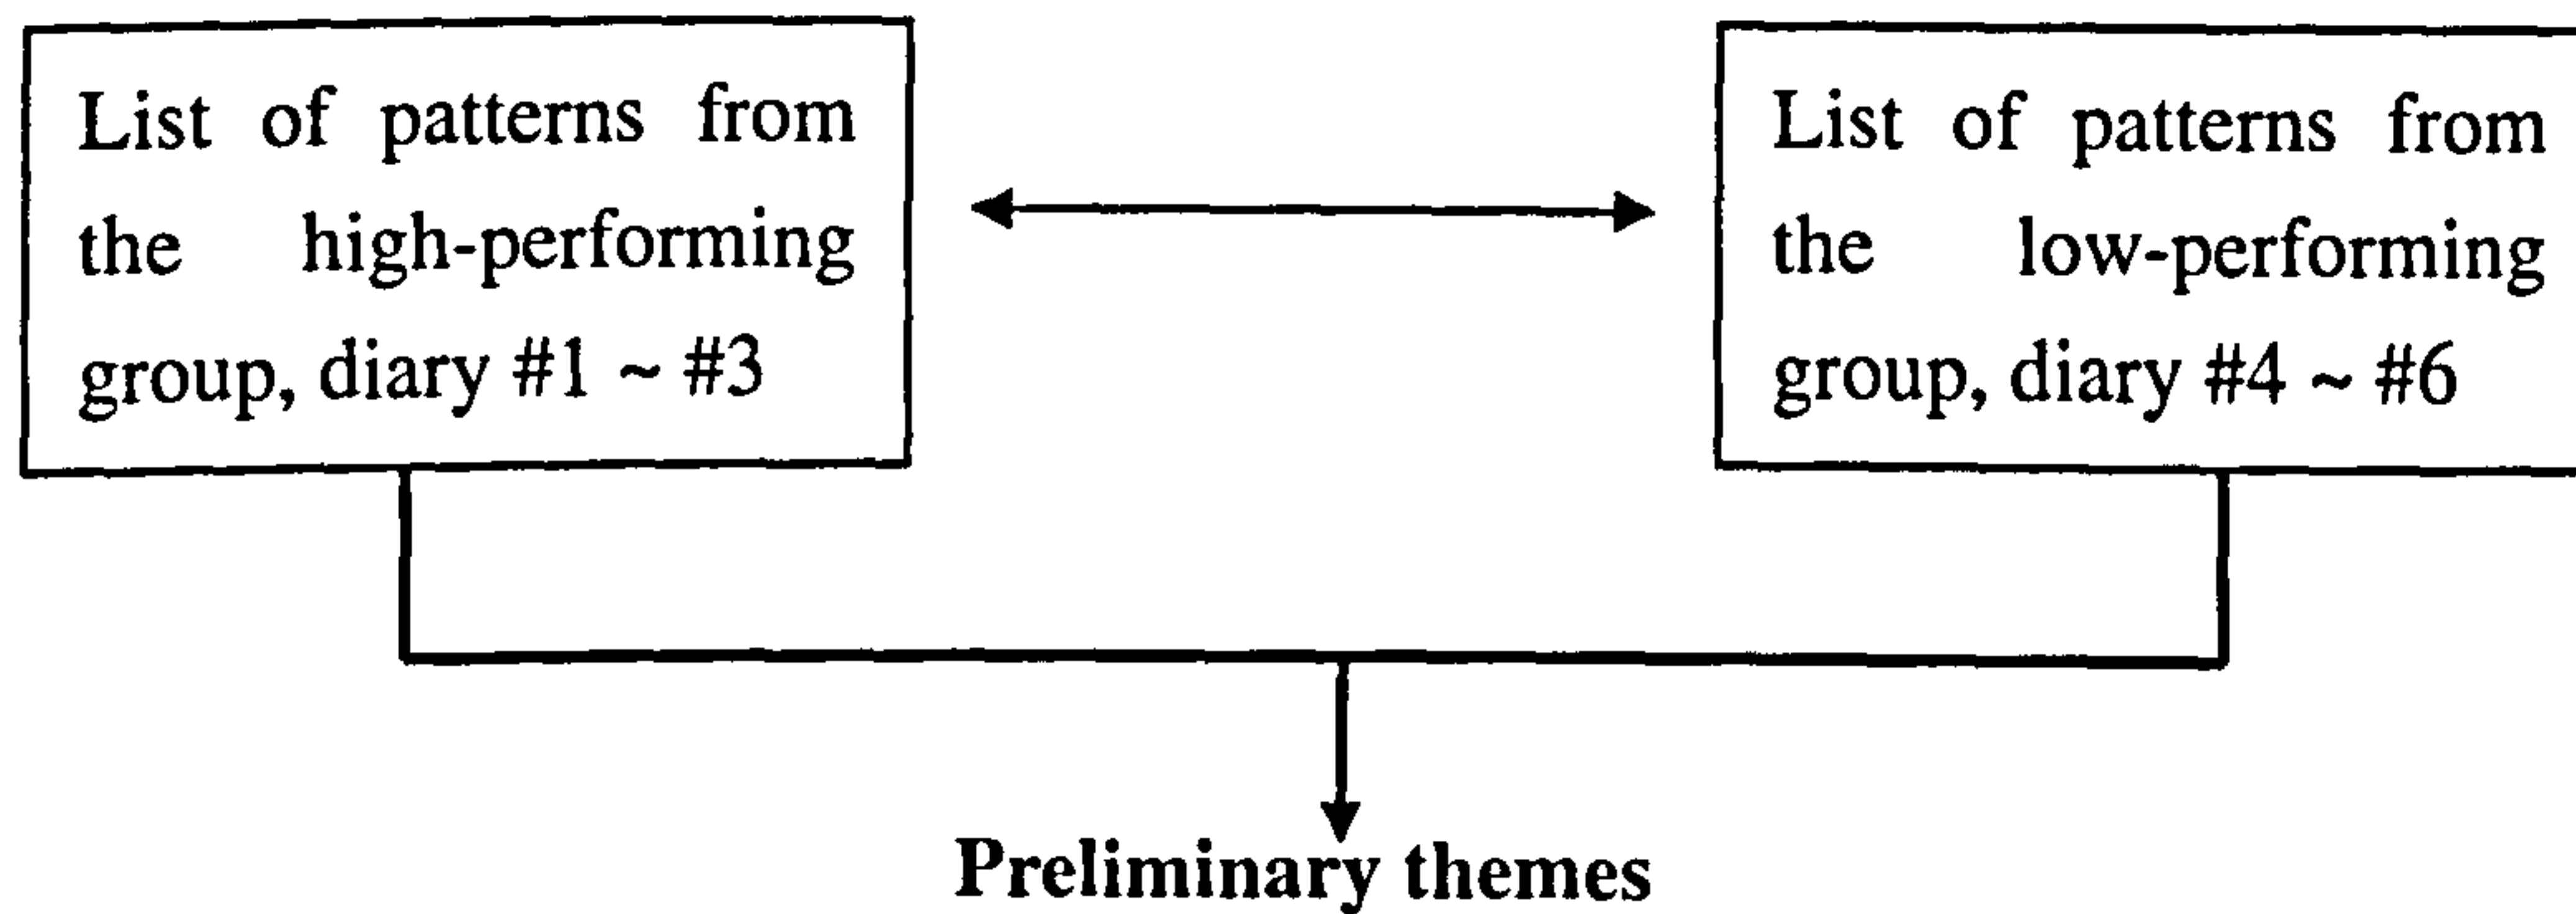 List of patterns from
the high-performing
group, diary #1 ~ #3
List of patterns from
the low-performing
group, diary #4 ~ #6
Preliminary themes